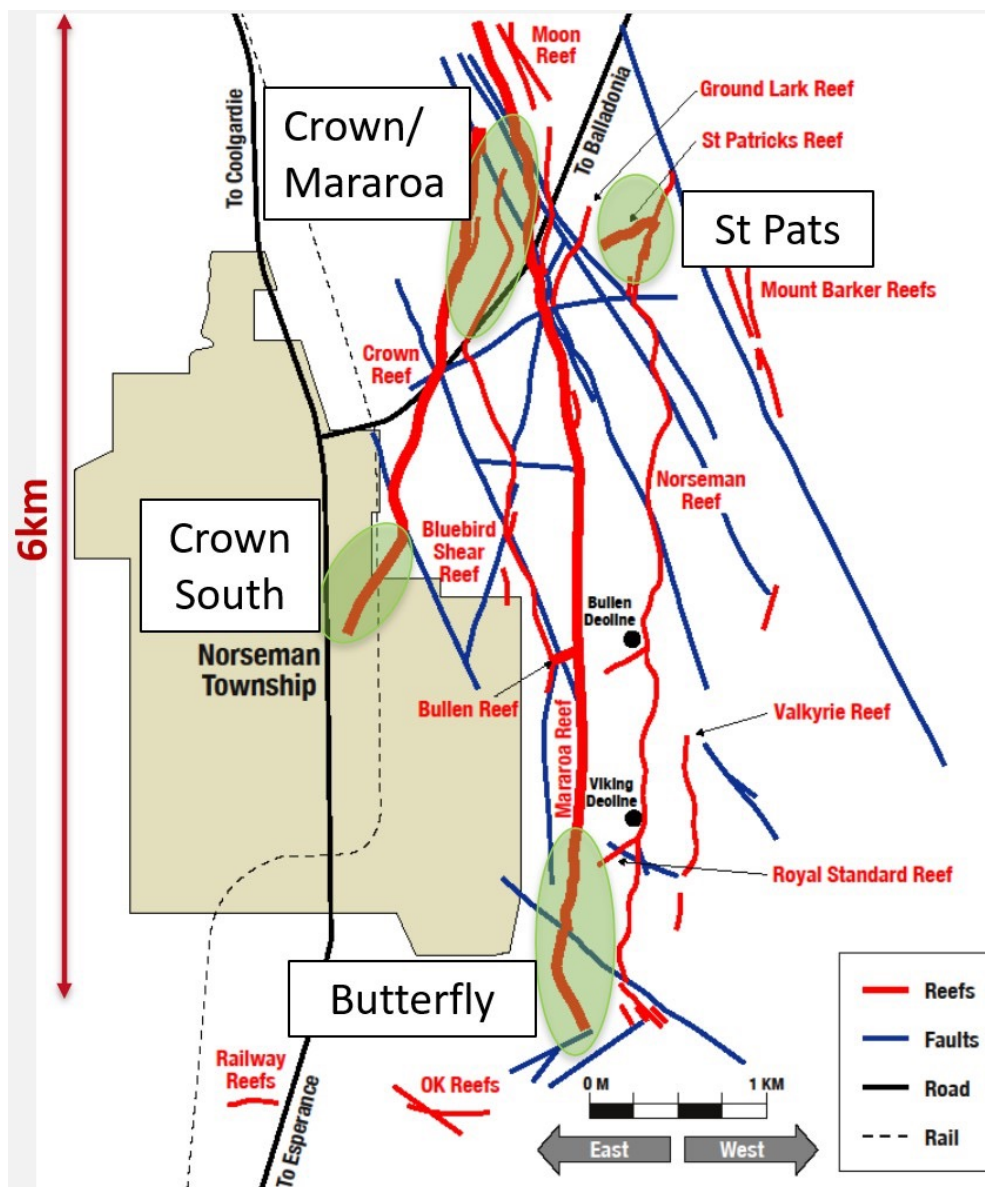 Moon
Reef
To Coolgardie
To Balladonia
Ground Lark Reef
St Patricks Reef
Crown/
Mararoa
St Pats
Mount Barker Reefs
Crown
Reef
6km
Norseman
Reef
Bluebird
Shear
Reef
Crown
South
Bullen
Deoline
Norseman
Township
Bullen Reef
Mararoa Reef
Valkyrie Reef
Viking
Deoline
Royal Standard Reef
Butterfly
Reefs
Faults
Road
Rail
Railway
Reefs
OK Reefs
To Esperance
0 M
1 KM
East
West